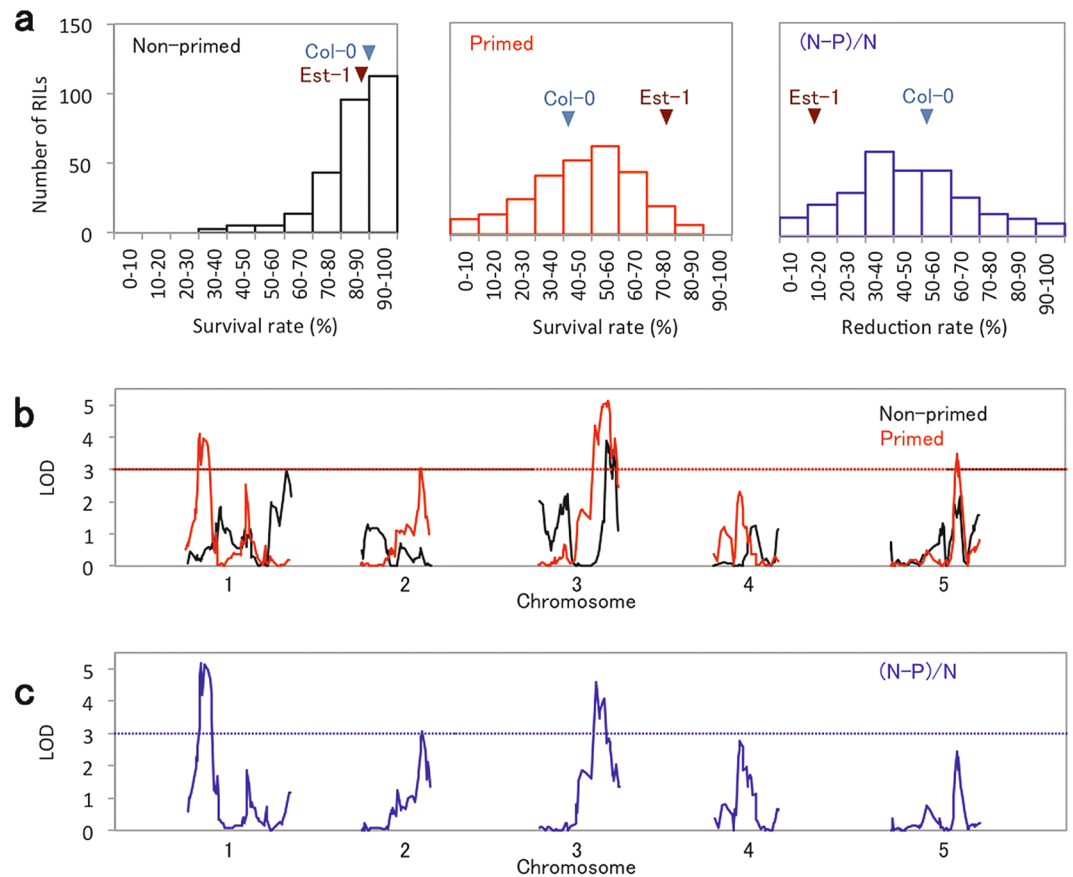 a
150
100
50
0
Number of RILs
Non-primed
Col-0
Est-1
0-10
10-20
20-30
30-40
40-50
50-60
60-70
70-80
80-90
90-100
Survival rate (%)
Primed
Col-0
Est-1
0-10
10-20
20-30
30-40
40-50
50-60
60-70
70-80
80-90
90-100
Survival rate (%)
(N-P)/N
Est-1
Col-0
0-10
10-20
20-30
30-40
40-50
50-60
60-70
70-80
80-90
90-100
Reduction rate (%)
b
5
4
3
2
1
0
LOD
Non-primed
Primed
1 2 3 4 5
Chromosome
c
5
4
3
2
1
0
LOD
(N-P)/N
1 2 3 4 5
Chromosome